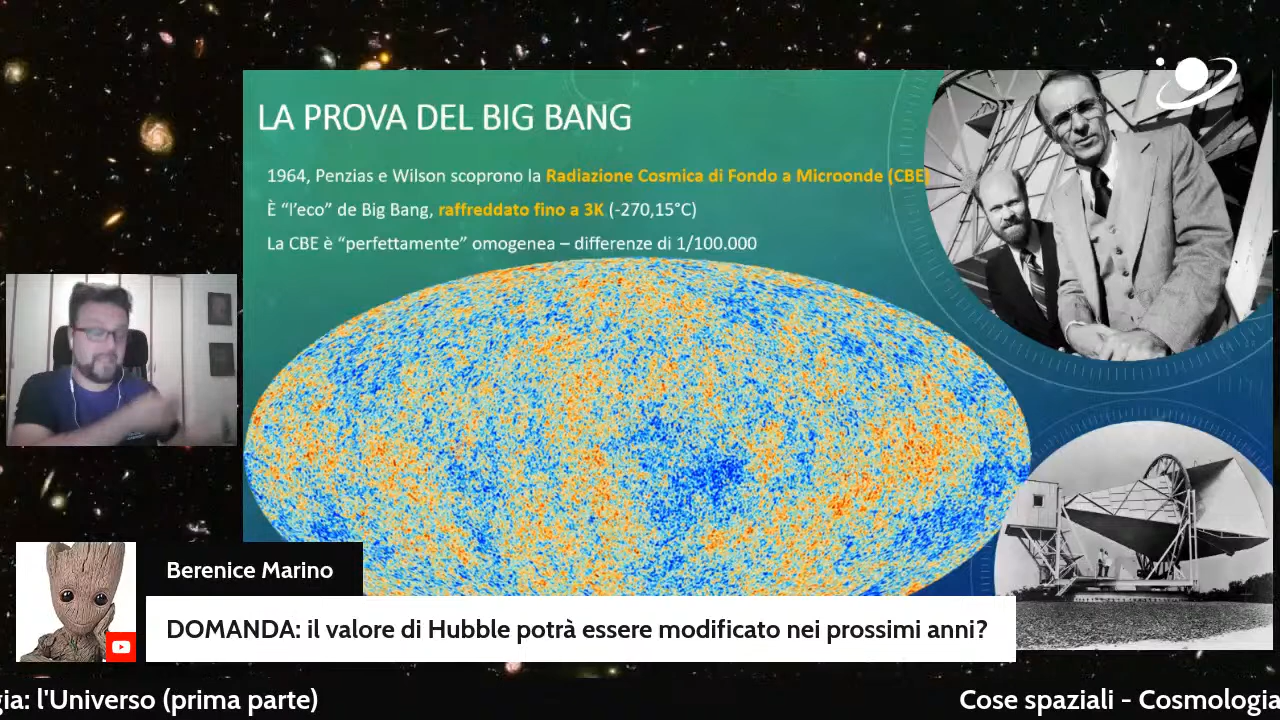 LA PROVA DEL BIG BANG
1964, Penzias e Wilson scoprono la Radiazione Cosmica di Fondo a Microonde (CBE)
È “l’eco” de Big Bang, raffreddato fino a 3K (-270,15°C)
La CBE è “perfettamente” omogenea – differenze di 1/100.000
Berenice Marino
DOMANDA: il valore di Hubble potrà essere modificato nei prossimi anni?
gia: l'Universo (prima parte)
Cose spaziali - Cosmologia